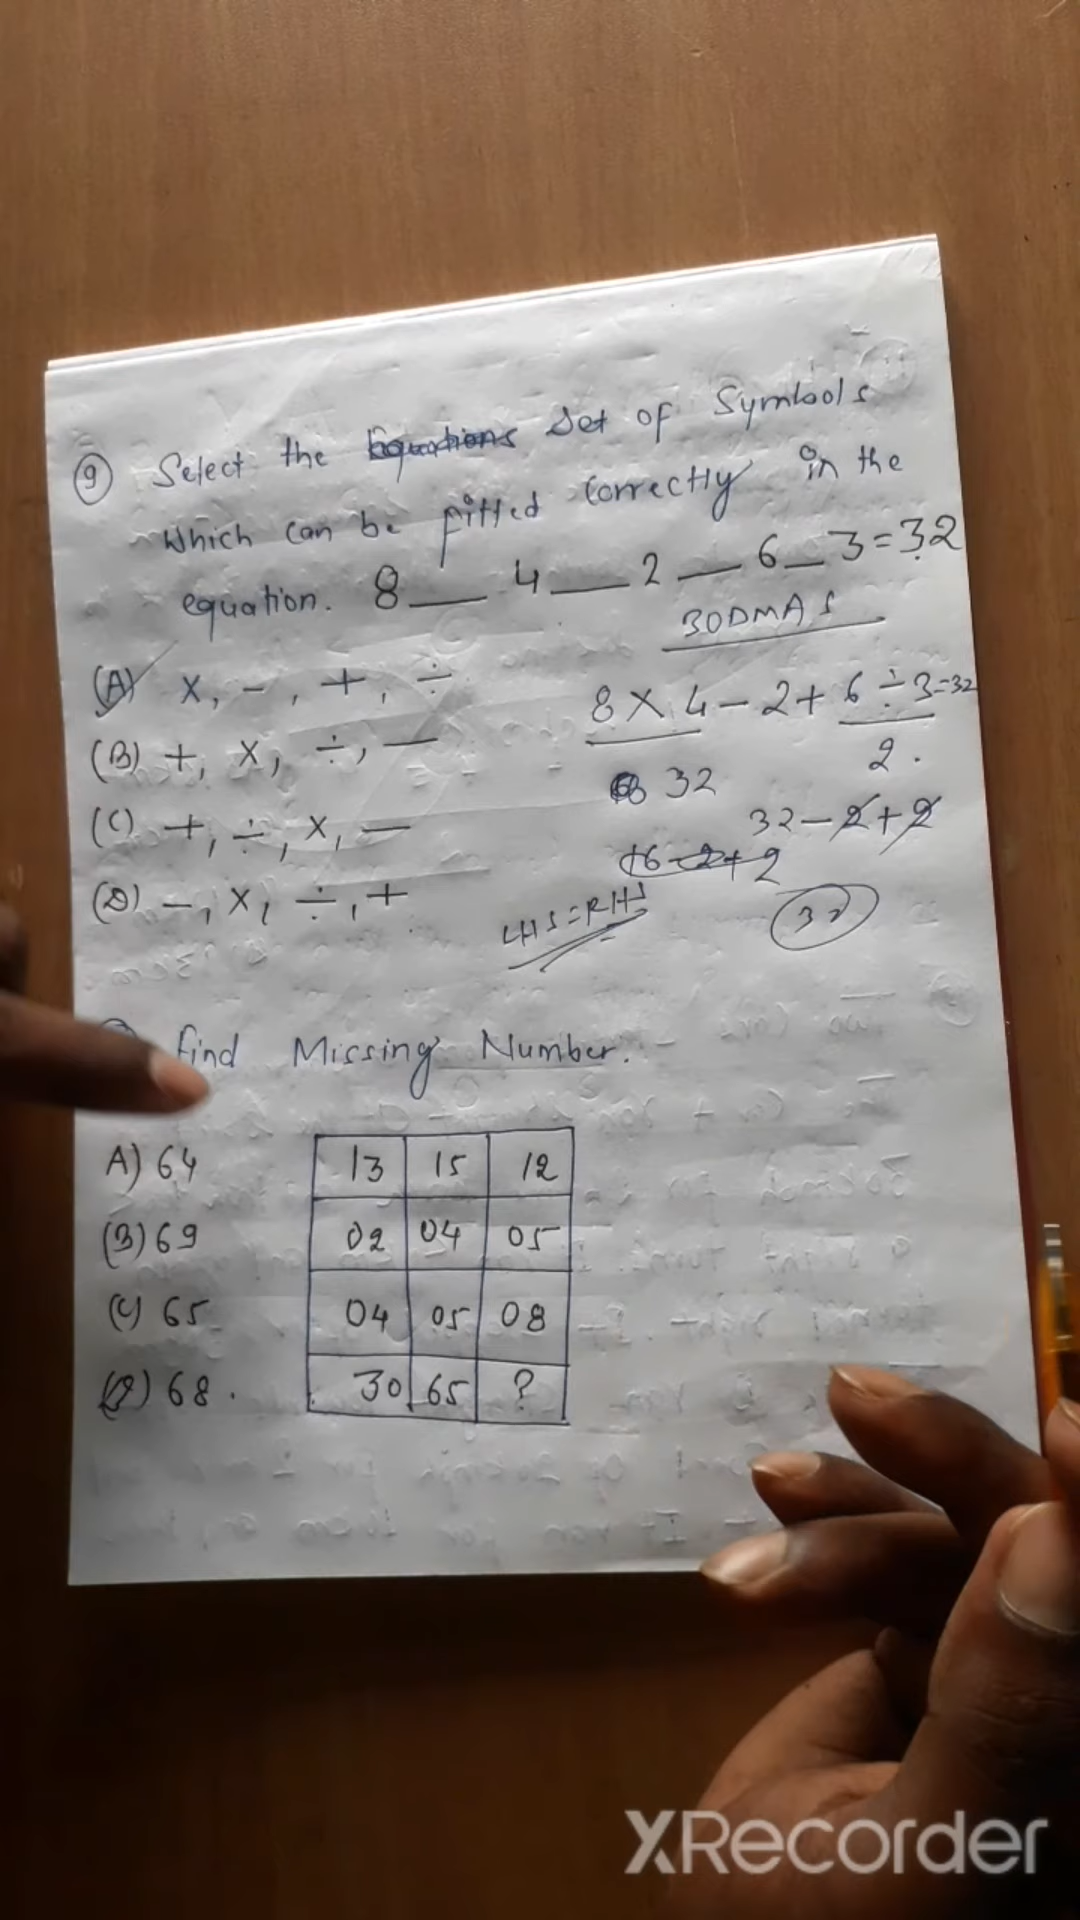 9 Select the Equations Set of Symbols
which can be fitted correctly in the
equation. 8 __ 4 __ 2 __ 6 __ 3 = 32
BODMAS
(A) ×, −, +, ÷
(B) +, ×, ÷, −
(C) +, ÷, ×, −
(D) −, ×, ÷, +
8 × 4 − 2 + 6 ÷ 3 = 32
2.
32
32 − 2 + 2
16 − 2 + 2
32
LHS = RHS
find Missing Number.
A) 64
(B) 69
(C) 65
(D) 68.
13 15 12
02 04 05
04 05 08
30 65 ?
XRecorder